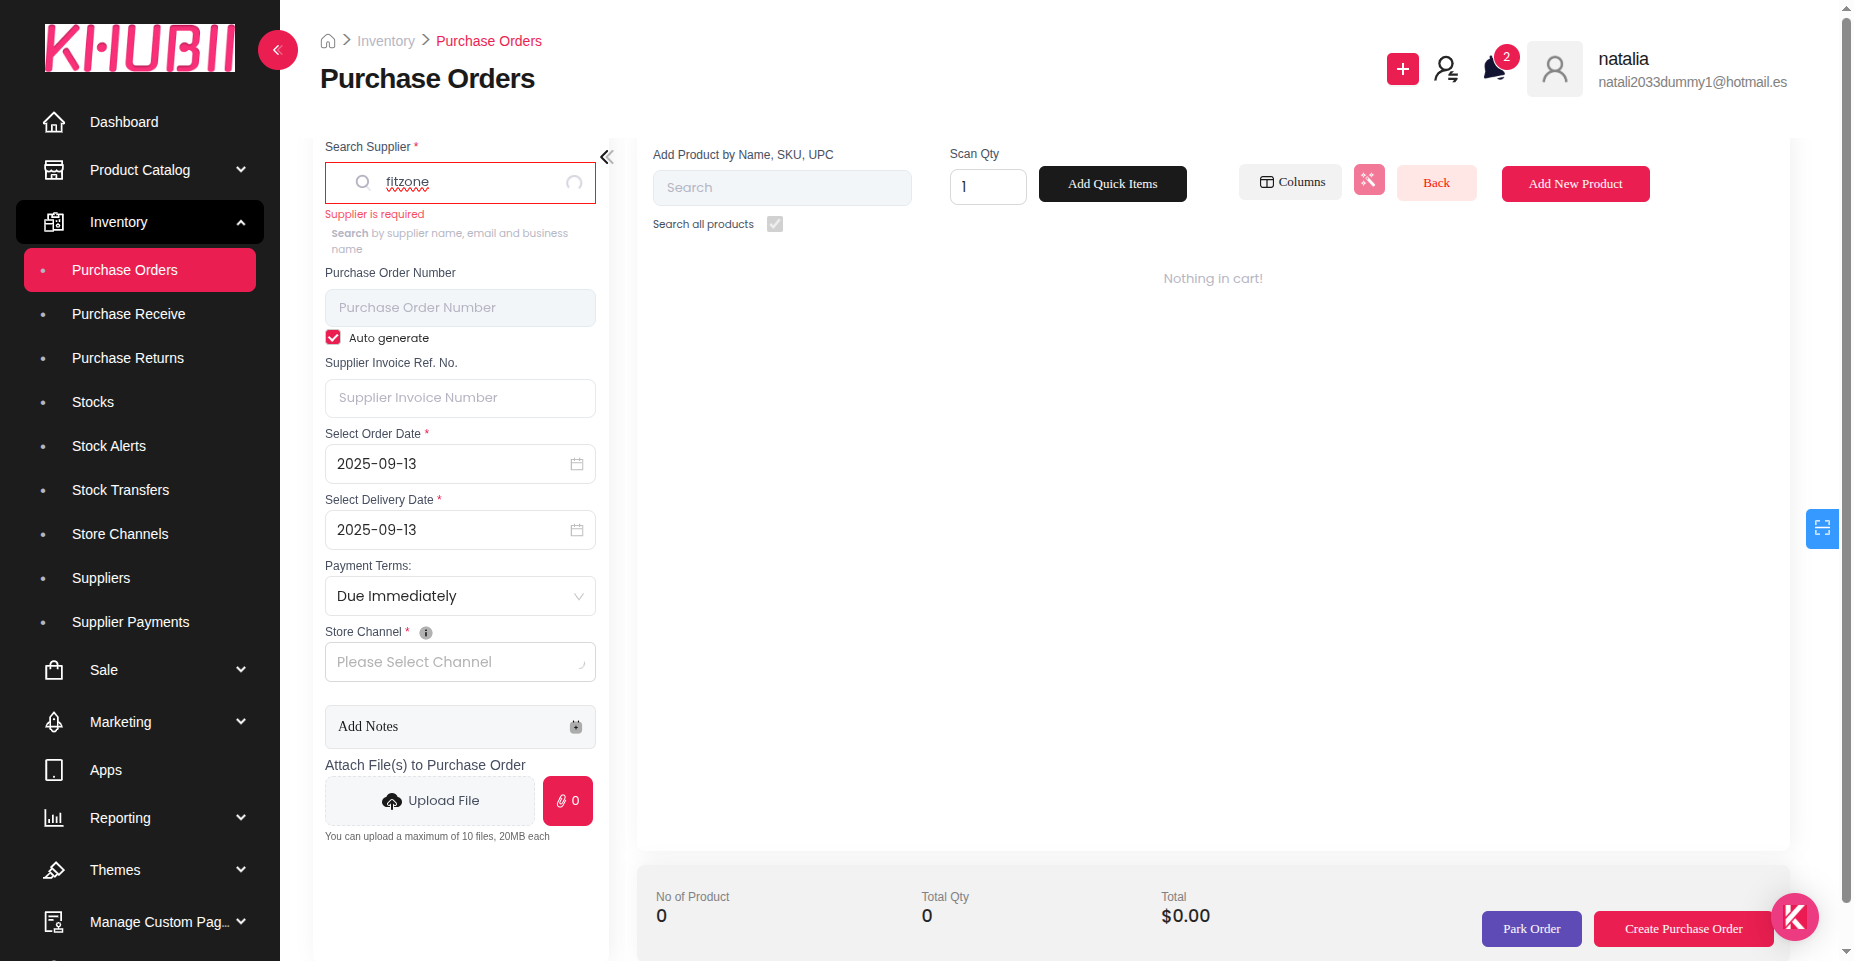 KHUBII
Dashboard
Product Catalog
Inventory
Purchase Orders
Purchase Receive
Purchase Returns
Stocks
Stock Alerts
Stock Transfers
Store Channels
Suppliers
Supplier Payments
Sale
Marketing
Apps
Reporting
Themes
Manage Custom Pag...
Inventory
Purchase Orders
Purchase Orders
2
natalia
natali2033dummy1@hotmail.es
Search Supplier *
fitzone
Supplier is required
Search by supplier name, email and business
name
Purchase Order Number
Purchase Order Number
Auto generate
Supplier Invoice Ref. No.
Supplier Invoice Number
Select Order Date *
2025-09-13
Select Delivery Date *
2025-09-13
Payment Terms:
Due Immediately
Store Channel *
Please Select Channel
Add Notes
Attach File(s) to Purchase Order
Upload File
0
You can upload a maximum of 10 files, 20MB each
Add Product by Name, SKU, UPC
Search
Search all products
Scan Qty
1
Add Quick Items
Columns
Back
Add New Product
Nothing in cart!
No of Product
0
Total Qty
0
Total
$0.00
Park Order
Create Purchase Order
K